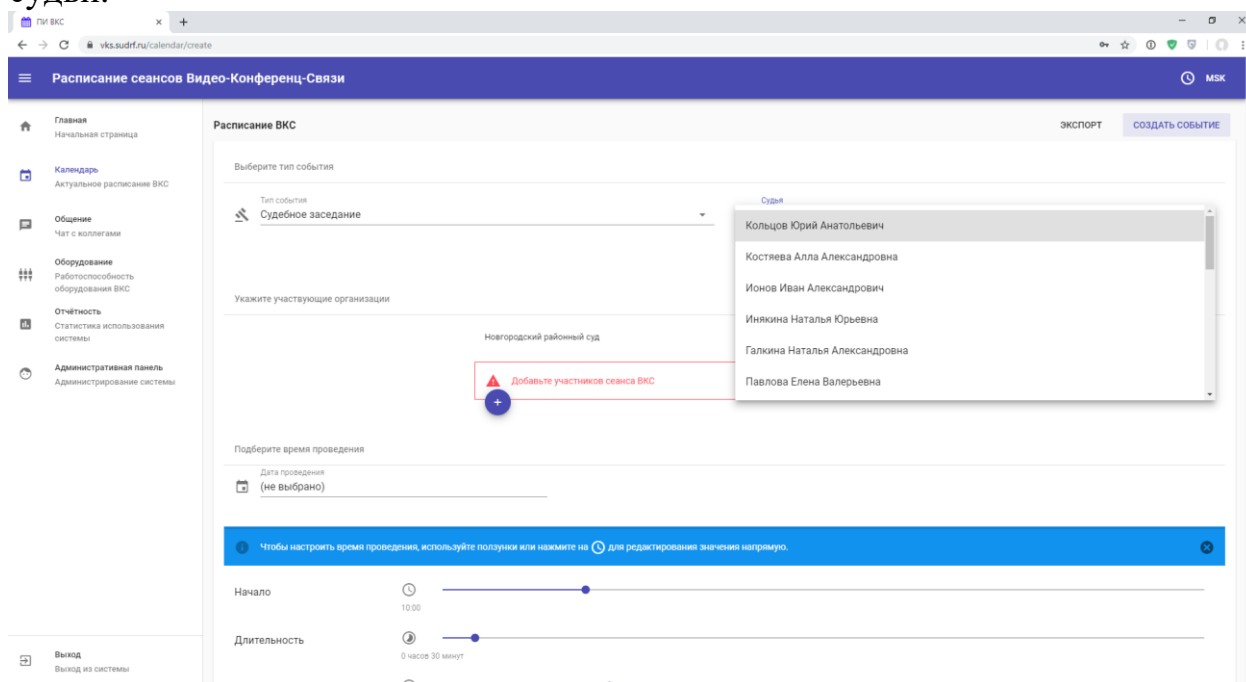 судьи.
ПИ ВКС
vks.sudrf.ru/calendar/create
Расписание сеансов Видео-Конференц-Связи
MSK
Главная
Начальная страница
Календарь
Актуальное расписание ВКС
Общение
Чат с коллегами
Оборудование
Работоспособность
оборудования ВКС
Отчётность
Статистика использования
системы
Административная панель
Администрирование системы
Выход
Выход из системы
Расписание ВКС
ЭКСПОРТ
СОЗДАТЬ СОБЫТИЕ
Выберите тип события
Тип события
Судебное заседание
Судья
Кольцов Юрий Анатольевич
Костяева Алла Александровна
Ионов Иван Александрович
Инякина Наталья Юрьевна
Галкина Наталья Александровна
Павлова Елена Валерьевна
Укажите участвующие организации
Новгородский районный суд
Добавьте участников сеанса ВКС
Подберите время проведения
Дата проведения
(не выбрано)
Чтобы настроить время проведения, используйте ползунки или нажмите на для редактирования значения напрямую.
Начало
10:00
Длительность
0 часов 30 минут